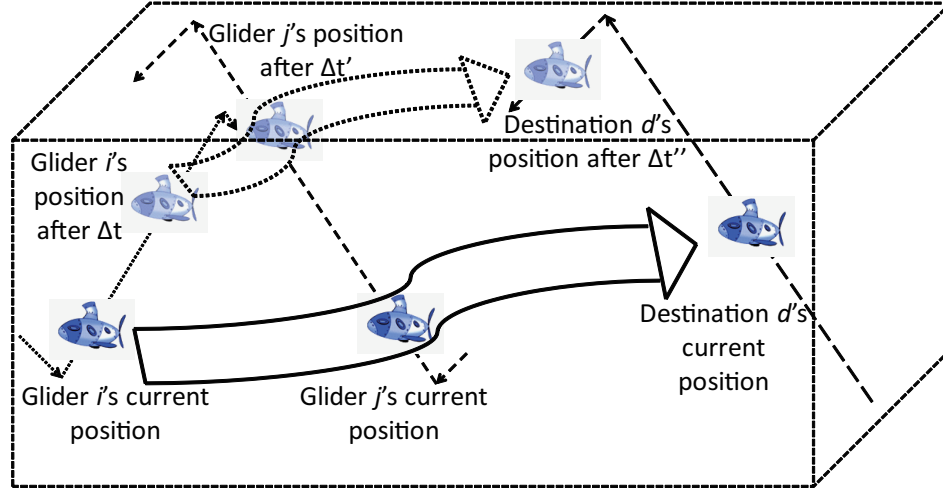 Glider j's position
after Δt'
Destination d's
position after Δt''
Glider i's
position
after Δt
Destination d's
current
position
Glider i's current
position
Glider j's current
position